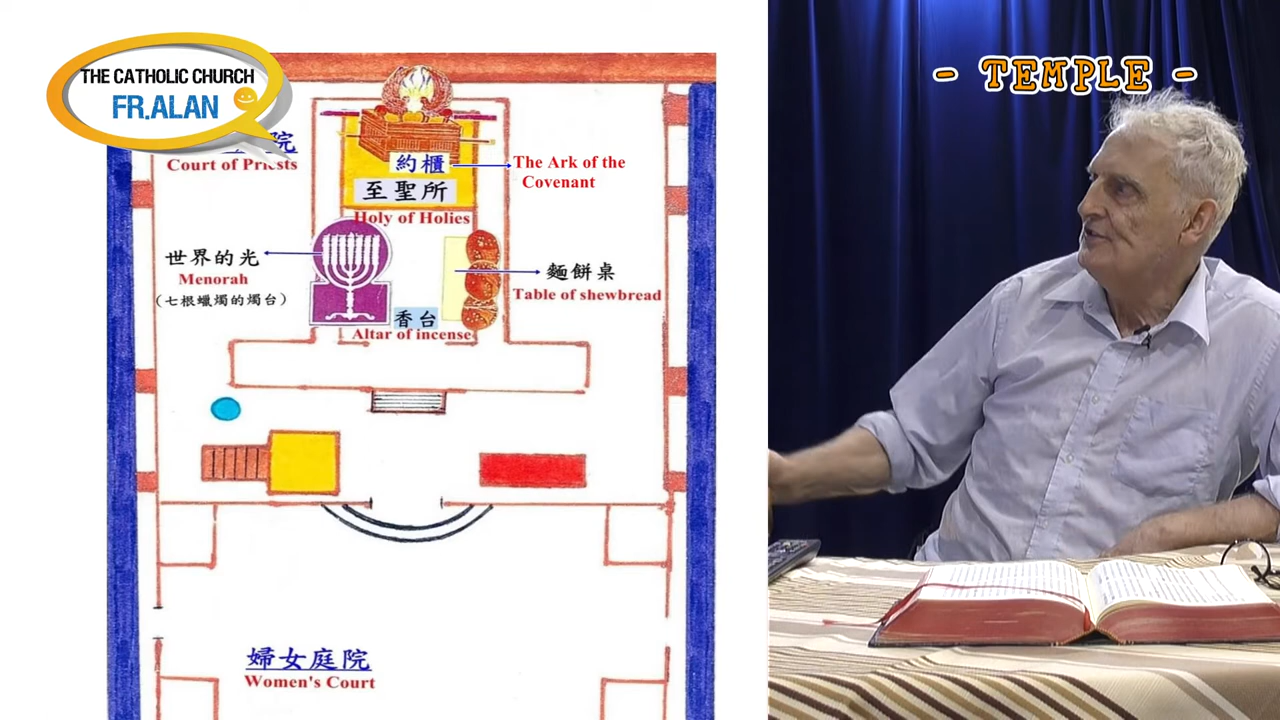 THE CATHOLIC CHURCH
FR.ALAN
- TEMPLE -
院
Court of Priests
約櫃
The Ark of the
Covenant
至聖所
Holy of Holies
世界的光
Menorah
(七根蠟燭的燭台)
麵餅桌
Table of shewbread
香台
Altar of incense
婦女庭院
Women's Court